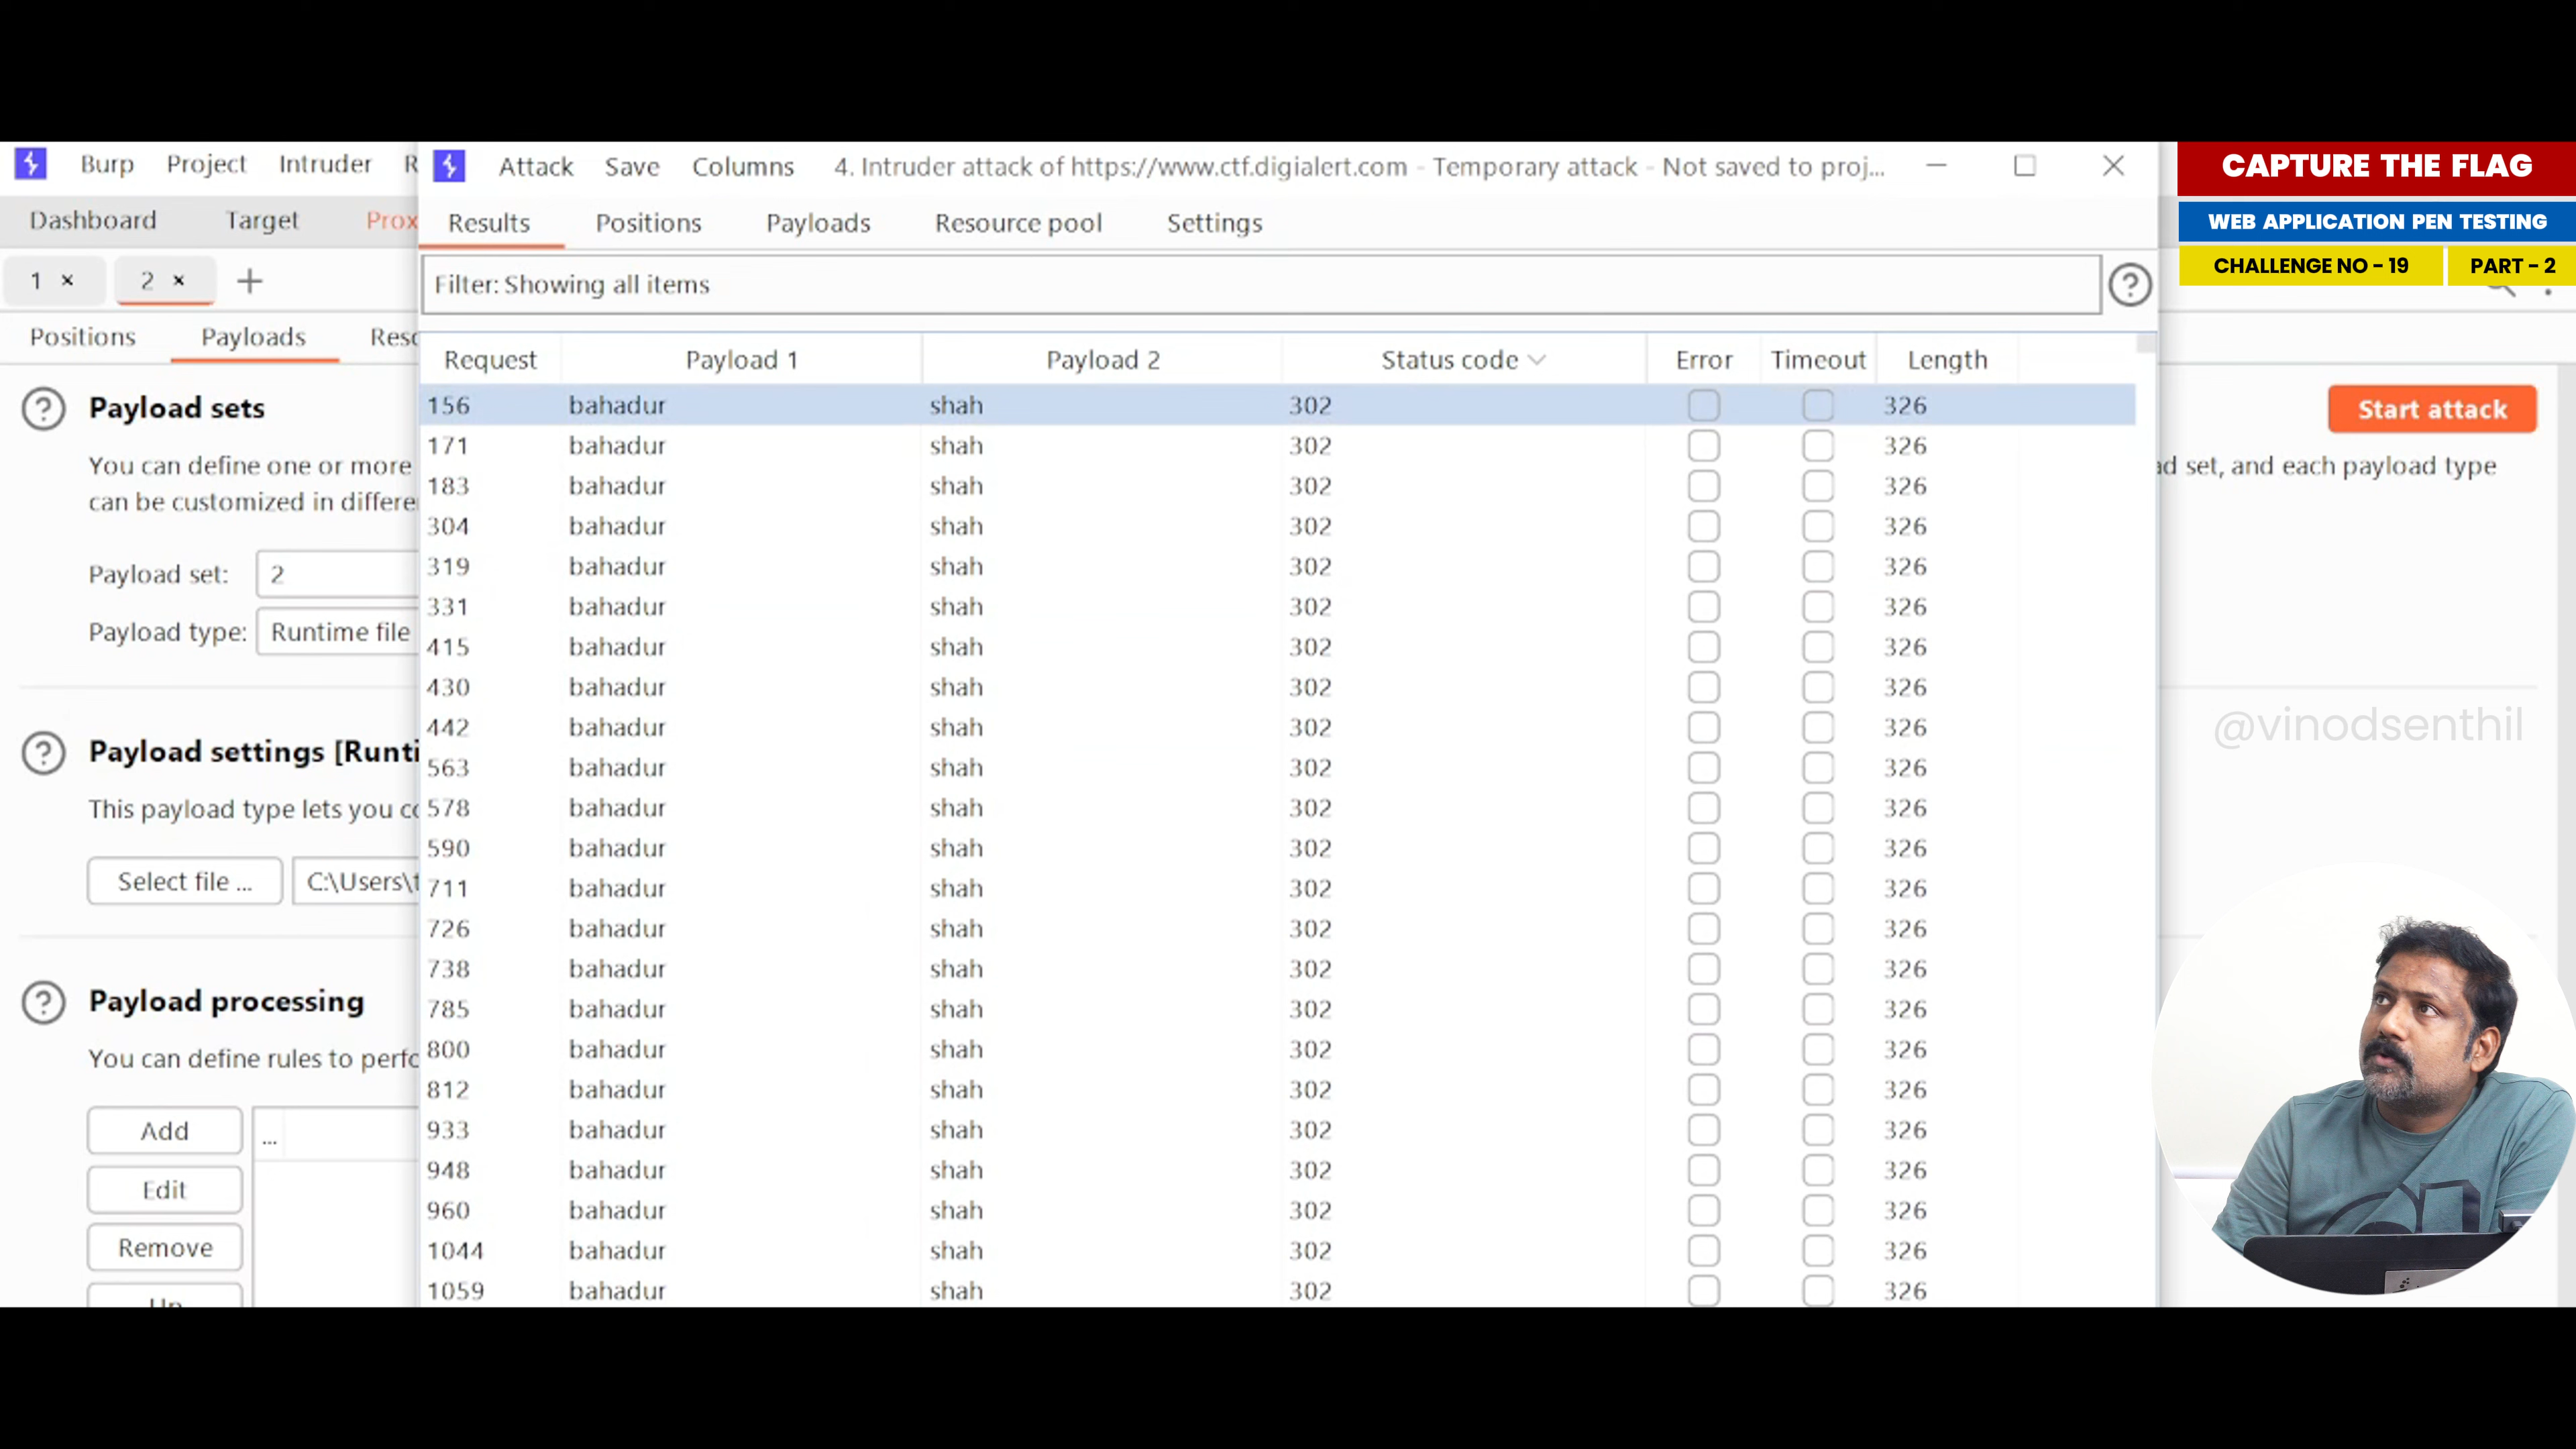 CAPTURE THE FLAG
WEB APPLICATION PEN TESTING
CHALLENGE NO - 19 PART - 2
Burp Project Intruder R
Dashboard Target Prox
1 × 2 × +
Positions Payloads Reso
Payload sets
You can define one or more
can be customized in differe
Payload set: 2
Payload type: Runtime file
Payload settings [Runti
This payload type lets you co
Select file ... C:\Users\t
Payload processing
You can define rules to perfo
Add ...
Edit
Remove
Up
Attack Save Columns 4. Intruder attack of https://www.ctf.digialert.com - Temporary attack - Not saved to proj...
Results Positions Payloads Resource pool Settings
Filter: Showing all items
Request Payload 1 Payload 2 Status code Error Timeout Length
156 bahadur shah 302 326
171 bahadur shah 302 326
183 bahadur shah 302 326
304 bahadur shah 302 326
319 bahadur shah 302 326
331 bahadur shah 302 326
415 bahadur shah 302 326
430 bahadur shah 302 326
442 bahadur shah 302 326
563 bahadur shah 302 326
578 bahadur shah 302 326
590 bahadur shah 302 326
711 bahadur shah 302 326
726 bahadur shah 302 326
738 bahadur shah 302 326
785 bahadur shah 302 326
800 bahadur shah 302 326
812 bahadur shah 302 326
933 bahadur shah 302 326
948 bahadur shah 302 326
960 bahadur shah 302 326
1044 bahadur shah 302 326
1059 bahadur shah 302 326
Start attack
ad set, and each payload type
@vinodsenthil